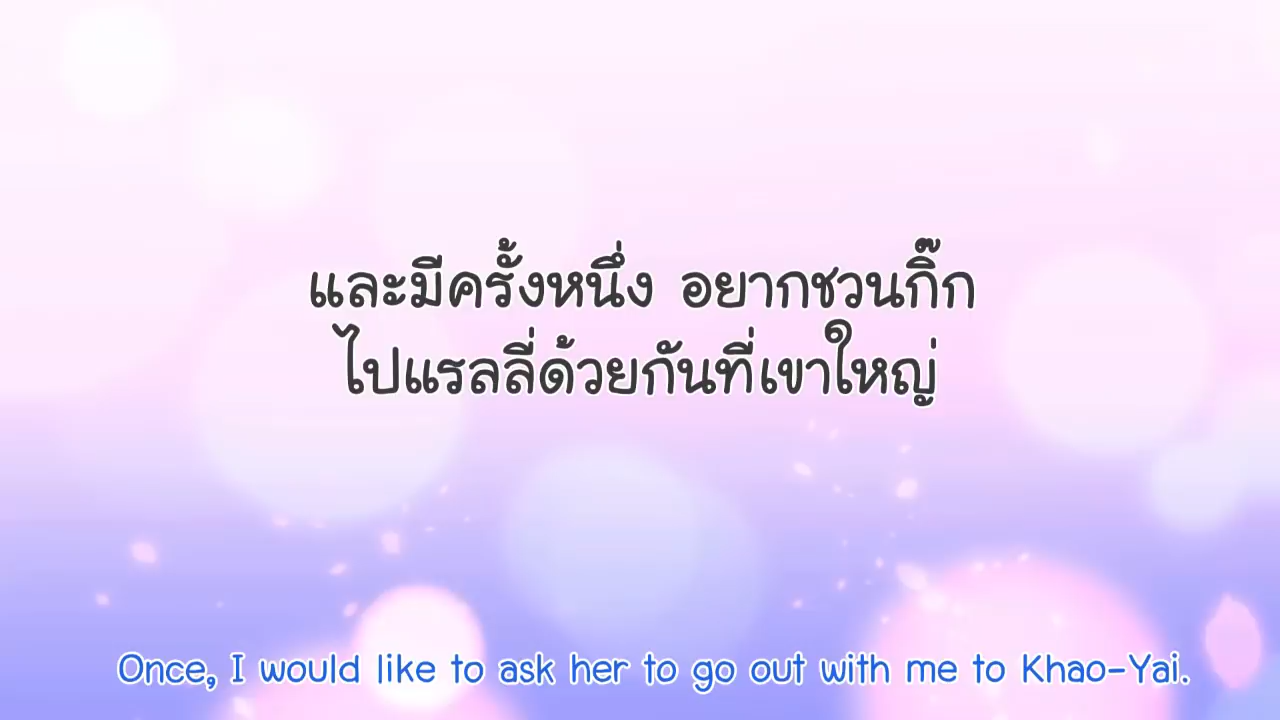 และมีครั้งหนึ่ง อยากชวนกิ๊ก
ไปแรลลี่ด้วยกันที่เขาใหญ่
Once, I would like to ask her to go out with me to Khao-Yai.